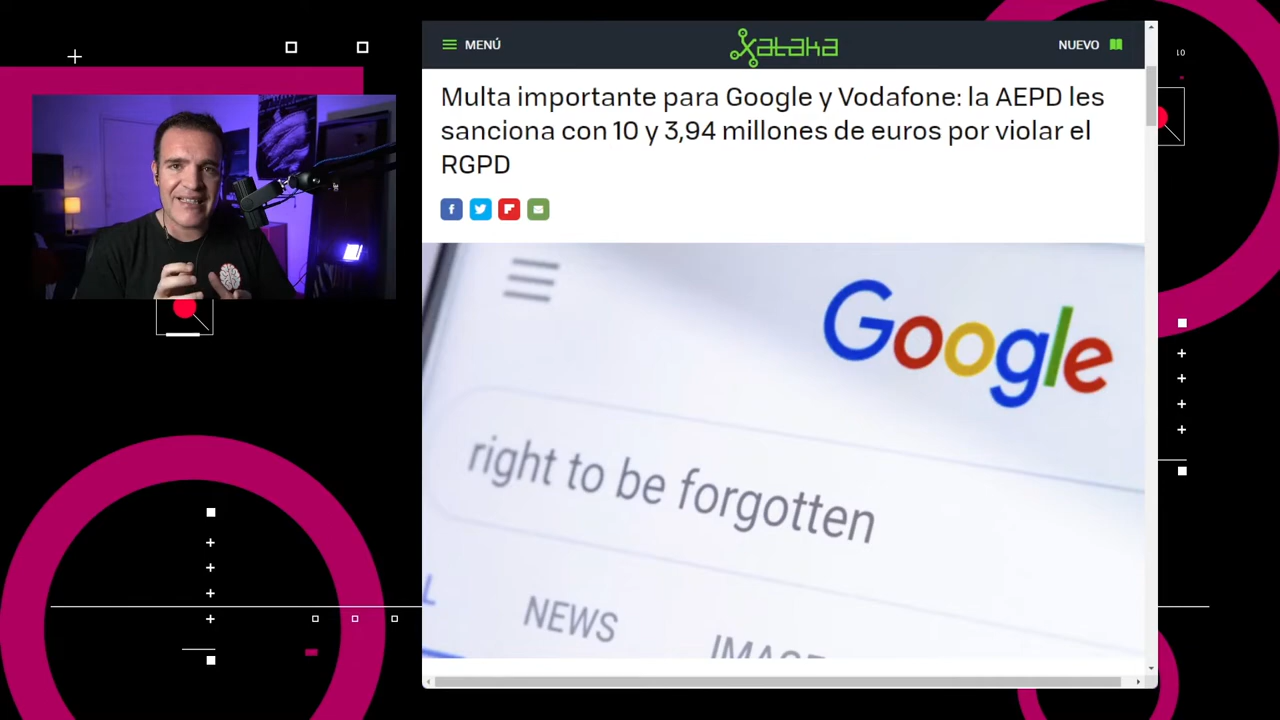 MENÚ
xataka
NUEVO
Multa importante para Google y Vodafone: la AEPD les
sanciona con 10 y 3,94 millones de euros por violar el
RGPD
Google
right to be forgotten
NEWS